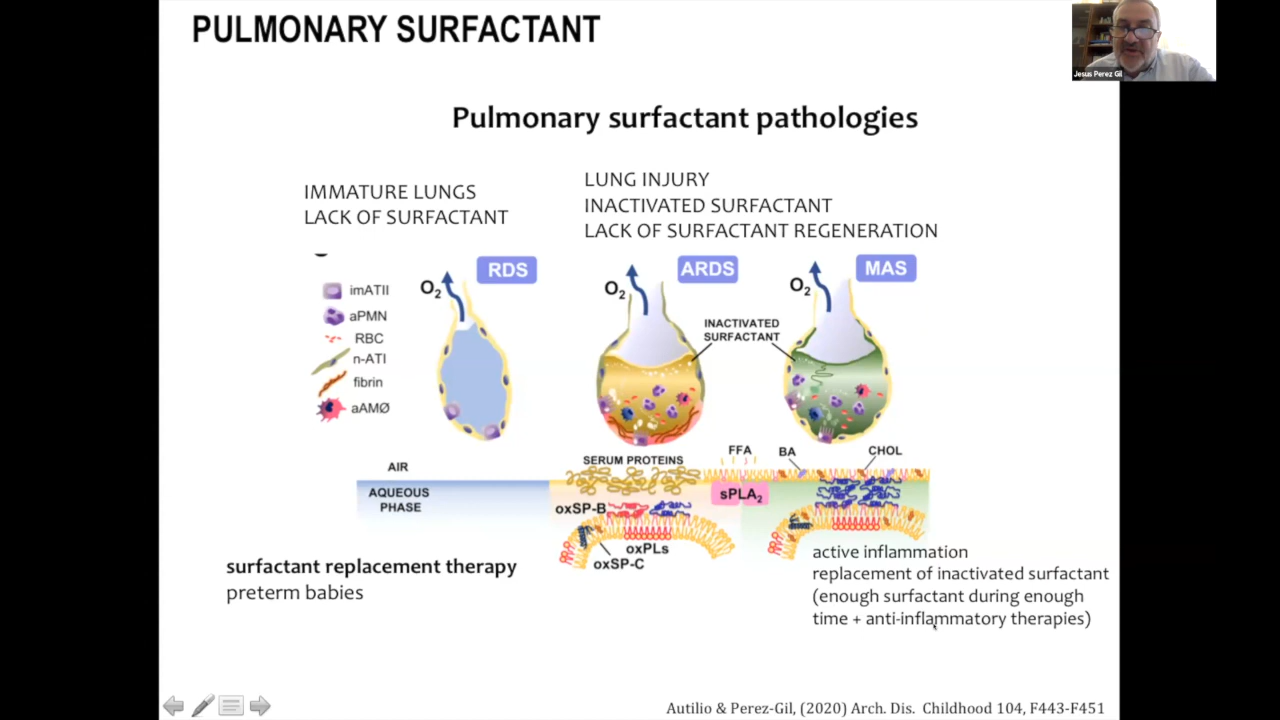 PULMONARY SURFACTANT
Jesus Perez Gil
Pulmonary surfactant pathologies
IMMATURE LUNGS
LACK OF SURFACTANT
LUNG INJURY
INACTIVATED SURFACTANT
LACK OF SURFACTANT REGENERATION
RDS
ARDS
MAS
O2
O2
O2
imATII
aPMN
RBC
n-ATI
fibrin
aAMØ
INACTIVATED
SURFACTANT
AIR
AQUEOUS
PHASE
SERUM PROTEINS
FFA
BA
CHOL
sPLA2
oxSP-B
oxPLs
oxSP-C
surfactant replacement therapy
preterm babies
active inflammation
replacement of inactivated surfactant
(enough surfactant during enough
time + anti-inflammatory therapies)
Autilio & Perez-Gil, (2020) Arch. Dis. Childhood 104, F443-F451